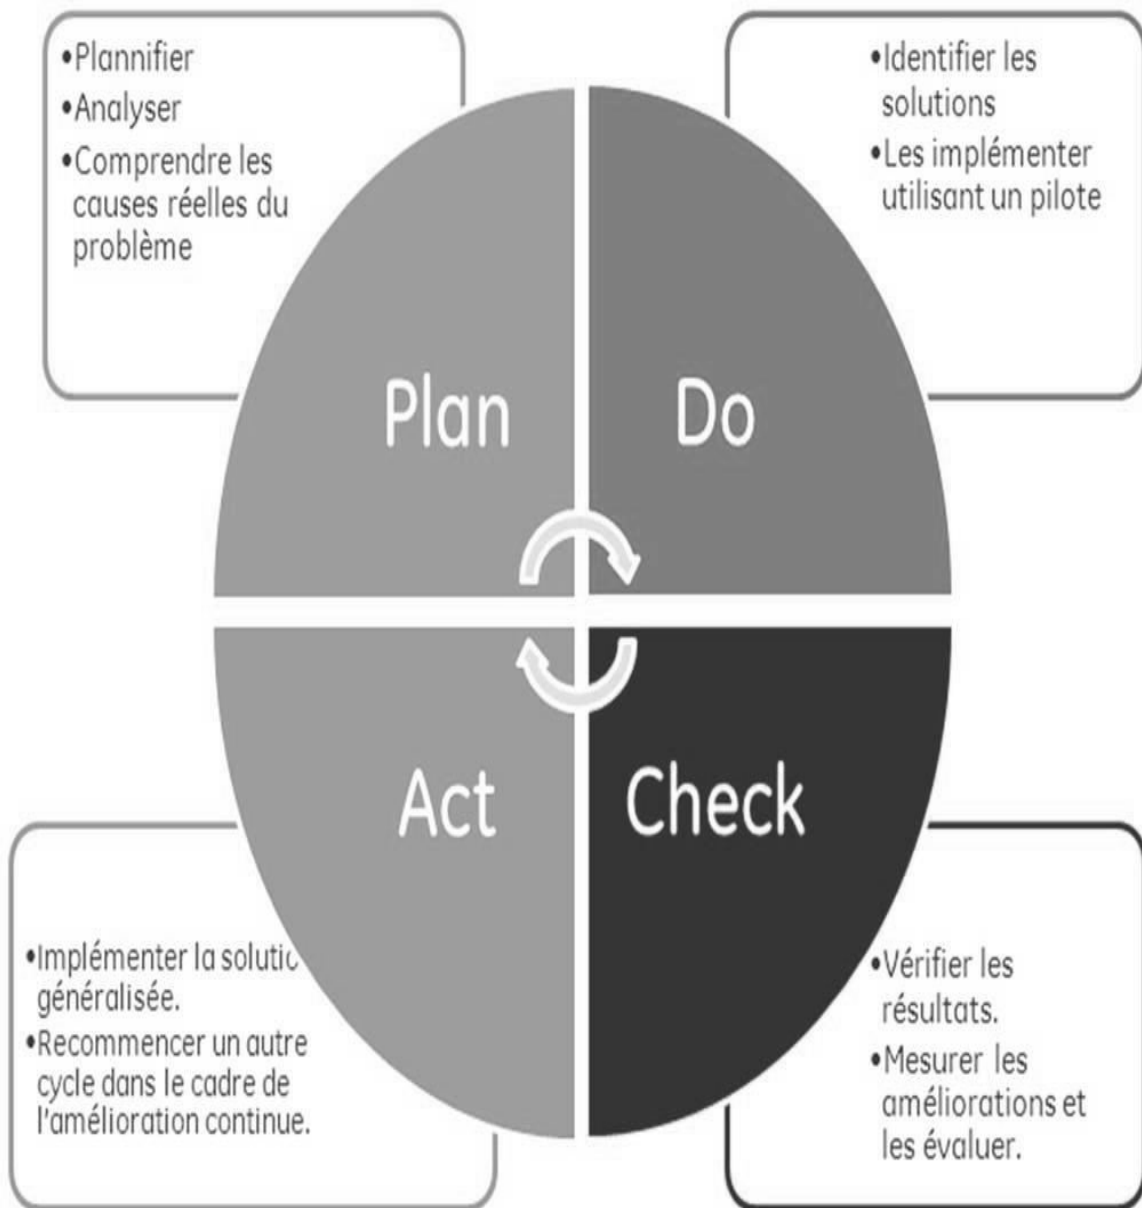 •Plannifier
•Analyser
•Comprendre les
causes réelles du
problème
•Identifier les
solutions
•Les implémenter
utilisant un pilote
Plan
Do
Act
Check
•Implémenter la
généralisée.
•Recommencer un autre
cycle dans le cadre de
l'amélioration continue.
•Vérifier les
résultats.
•Mesurer les
améliorations et
les évaluer.